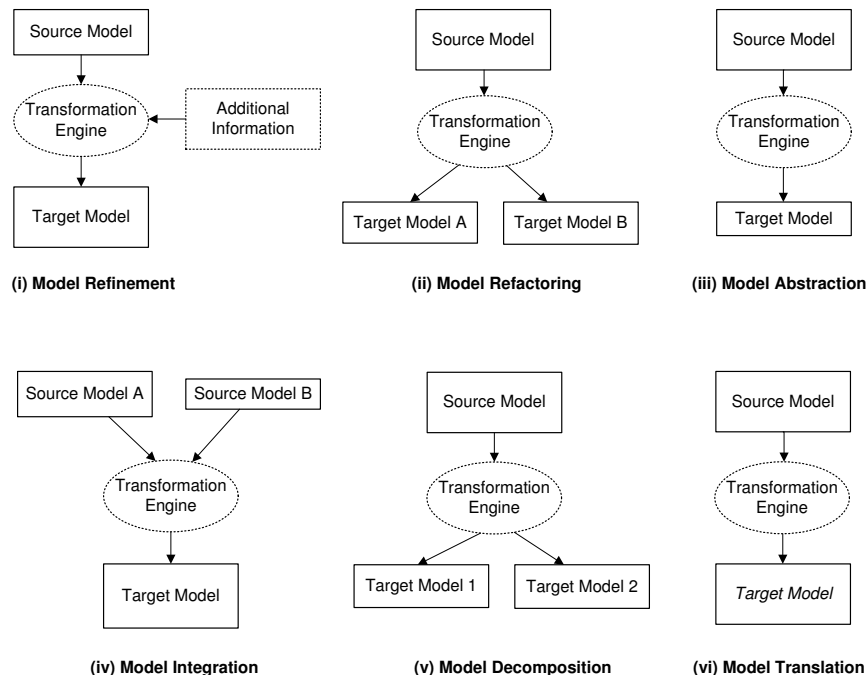 Source Model
Transformation
Engine
Additional
Information
Target Model
(i) Model Refinement
Source Model
Transformation
Engine
Target Model A
Target Model B
(ii) Model Refactoring
Source Model
Transformation
Engine
Target Model
(iii) Model Abstraction
Source Model A
Source Model B
Transformation
Engine
Target Model
(iv) Model Integration
Source Model
Transformation
Engine
Target Model 1
Target Model 2
(v) Model Decomposition
Source Model
Transformation
Engine
Target Model
(vi) Model Translation